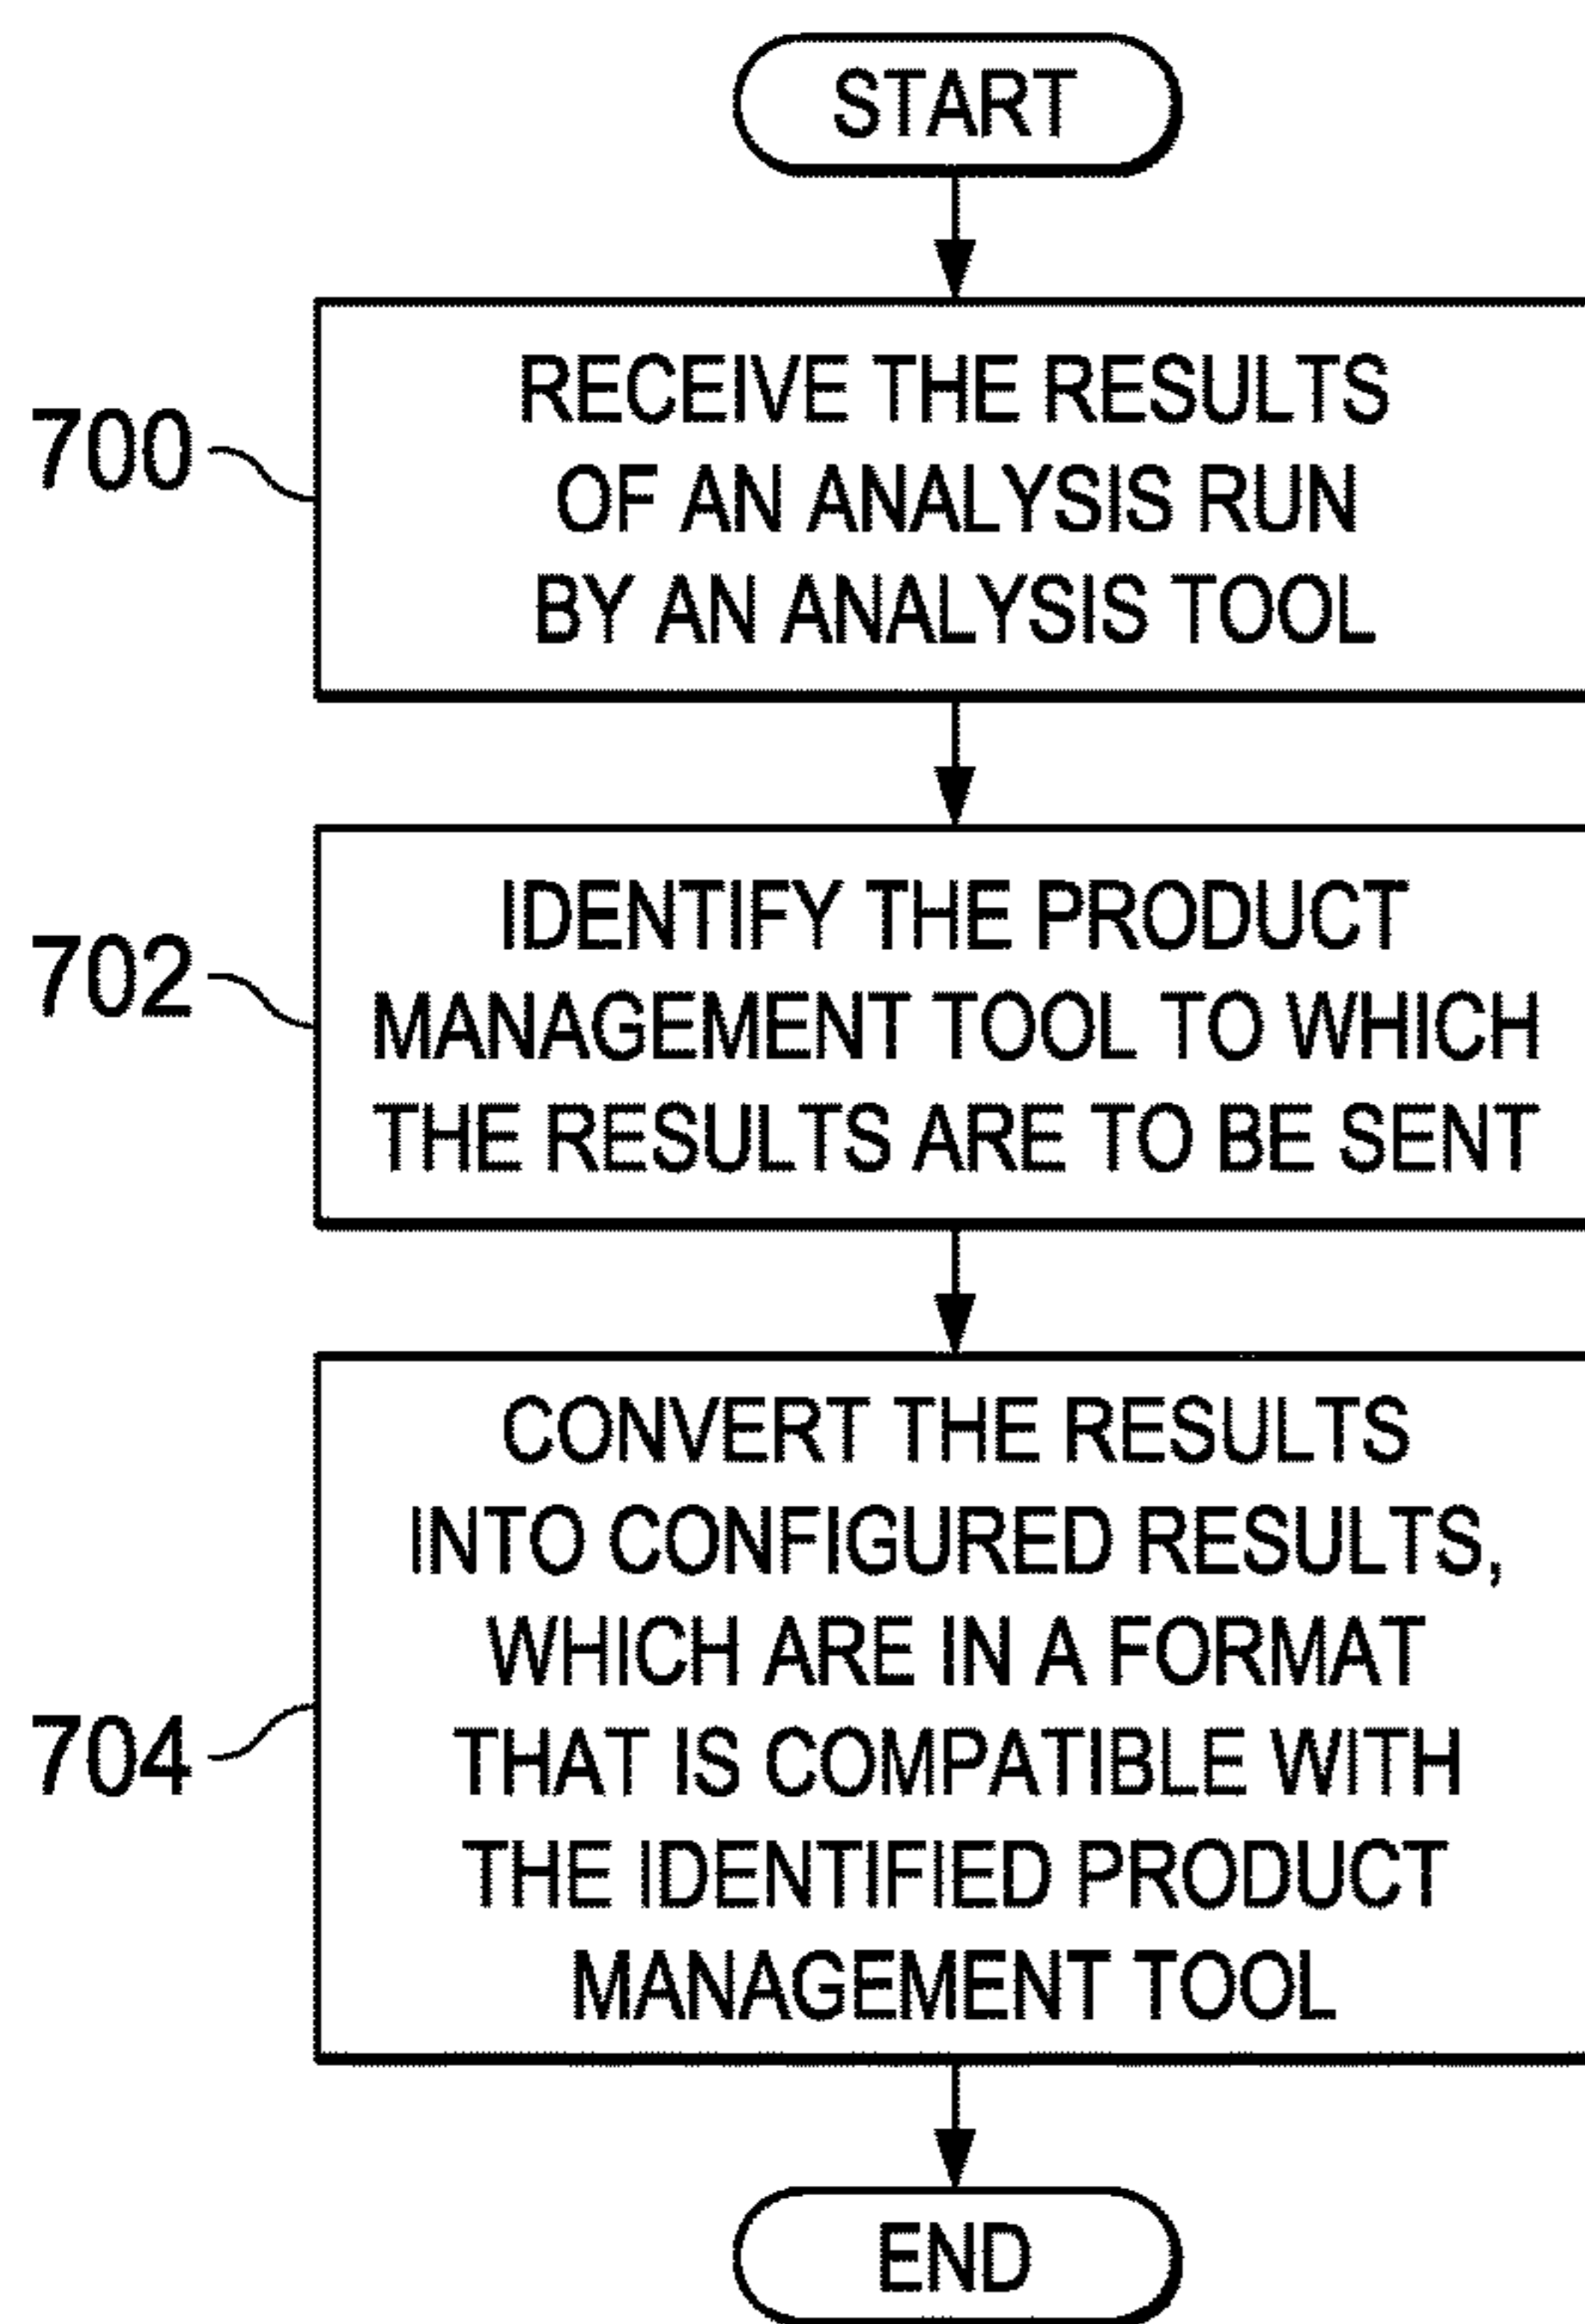 START
700
RECEIVE THE RESULTS
OF AN ANALYSIS RUN
BY AN ANALYSIS TOOL
702
IDENTIFY THE PRODUCT
MANAGEMENT TOOL TO WHICH
THE RESULTS ARE TO BE SENT
704
CONVERT THE RESULTS
INTO CONFIGURED RESULTS,
WHICH ARE IN A FORMAT
THAT IS COMPATIBLE WITH
THE IDENTIFIED PRODUCT
MANAGEMENT TOOL
END